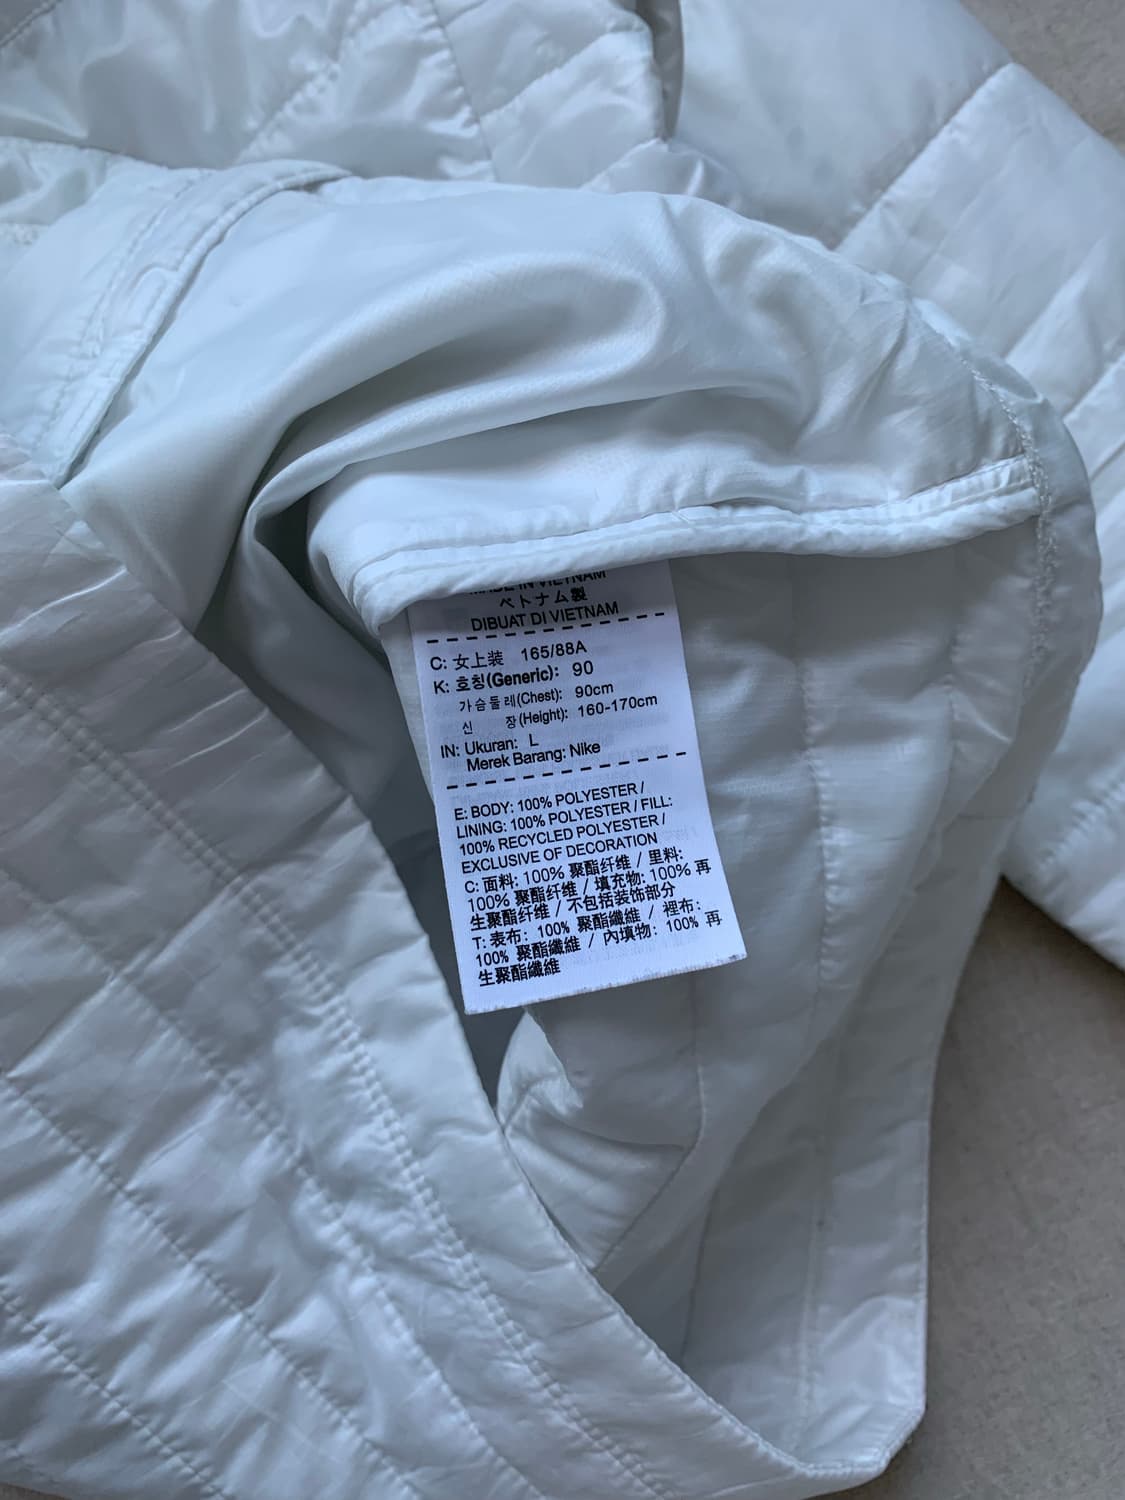 MADE IN VIETNAM
ベトナム製
DIBUAT DI VIETNAM
C: 女上装 165/88A
K: 호칭(Generic): 90
가슴둘레(Chest): 90cm
신 장(Height): 160-170cm
IN: Ukuran: L
Merek Barang: Nike
E: BODY: 100% POLYESTER /
LINING: 100% POLYESTER / FILL:
100% RECYCLED POLYESTER /
EXCLUSIVE OF DECORATION
C: 面料: 100% 聚酯纤维 / 里料:
100% 聚酯纤维 / 填充物: 100% 再
生聚酯纤维 / 不包括装饰部分
T: 表布: 100% 聚酯纖維 / 裡布:
100% 聚酯纖維 / 內填物: 100% 再
生聚酯纖維